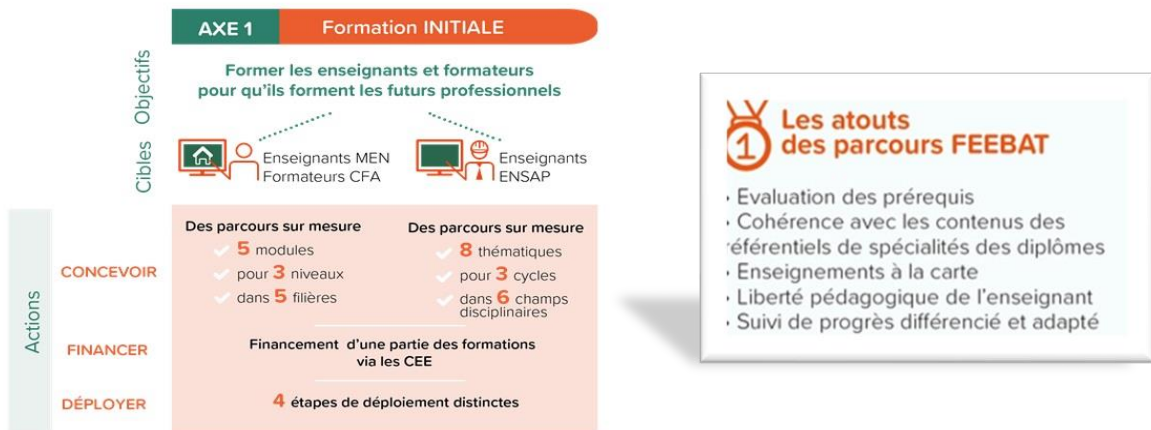 AXE 1 Formation INITIALE
Objectifs
Former les enseignants et formateurs
pour qu'ils forment les futurs professionnels
Cibles
Enseignants MEN
Formateurs CFA
Enseignants
ENSAP
Actions
CONCEVOIR
Des parcours sur mesure
5 modules
pour 3 niveaux
dans 5 filières
Des parcours sur mesure
8 thématiques
pour 3 cycles
dans 6 champs
disciplinaires
FINANCER
Financement d'une partie des formations
via les CEE
DÉPLOYER
4 étapes de déploiement distinctes
1
Les atouts
des parcours FEEBAT
• Evaluation des prérequis
• Cohérence avec les contenus des
référentiels de spécialités des diplômes
• Enseignements à la carte
• Liberté pédagogique de l'enseignant
• Suivi de progrès différencié et adapté